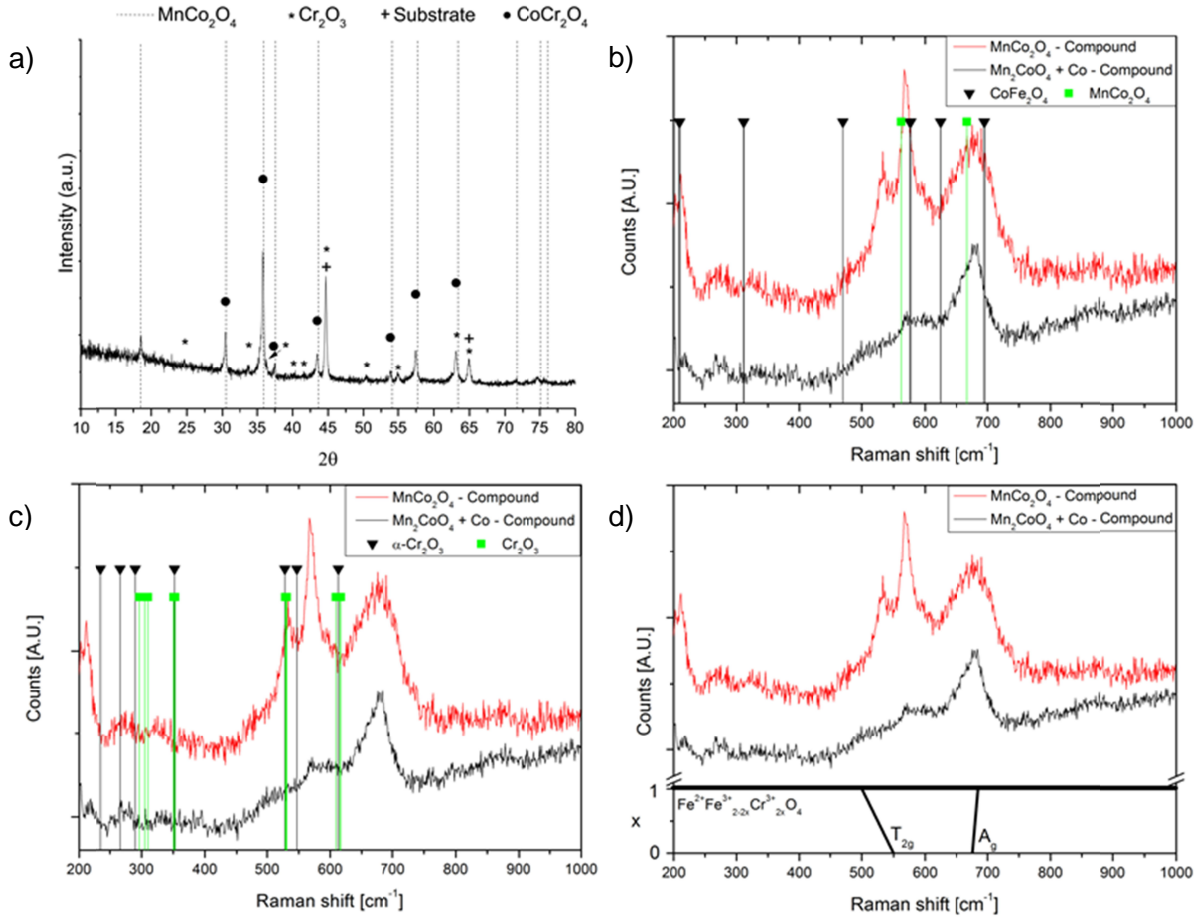 MnCo₂O₄ *Cr₂O₃ +Substrate ●CoCr₂O₄
a)
Intensity (a.u.)
10 15 20 25 30 35 40 45 50 55 60 65 70 75 80
2θ
b)
MnCo₂O₄ - Compound
Mn₂CoO₄ + Co - Compound
CoFe₂O₄ MnCo₂O₄
Counts [A.U.]
200 300 400 500 600 700 800 900 1000
Raman shift [cm⁻¹]
c)
MnCo₂O₄ - Compound
Mn₂CoO₄ + Co - Compound
α-Cr₂O₃ Cr₂O₃
Counts [A.U.]
200 300 400 500 600 700 800 900 1000
Raman shift [cm⁻¹]
d)
MnCo₂O₄ - Compound
Mn₂CoO₄ + Co - Compound
Counts [A.U.]
1
x
0
Fe²⁺Fe³⁺₂₋₂ₓCr³⁺₂ₓO₄
T₂g A_g
200 300 400 500 600 700 800 900 1000
Raman shift [cm⁻¹]